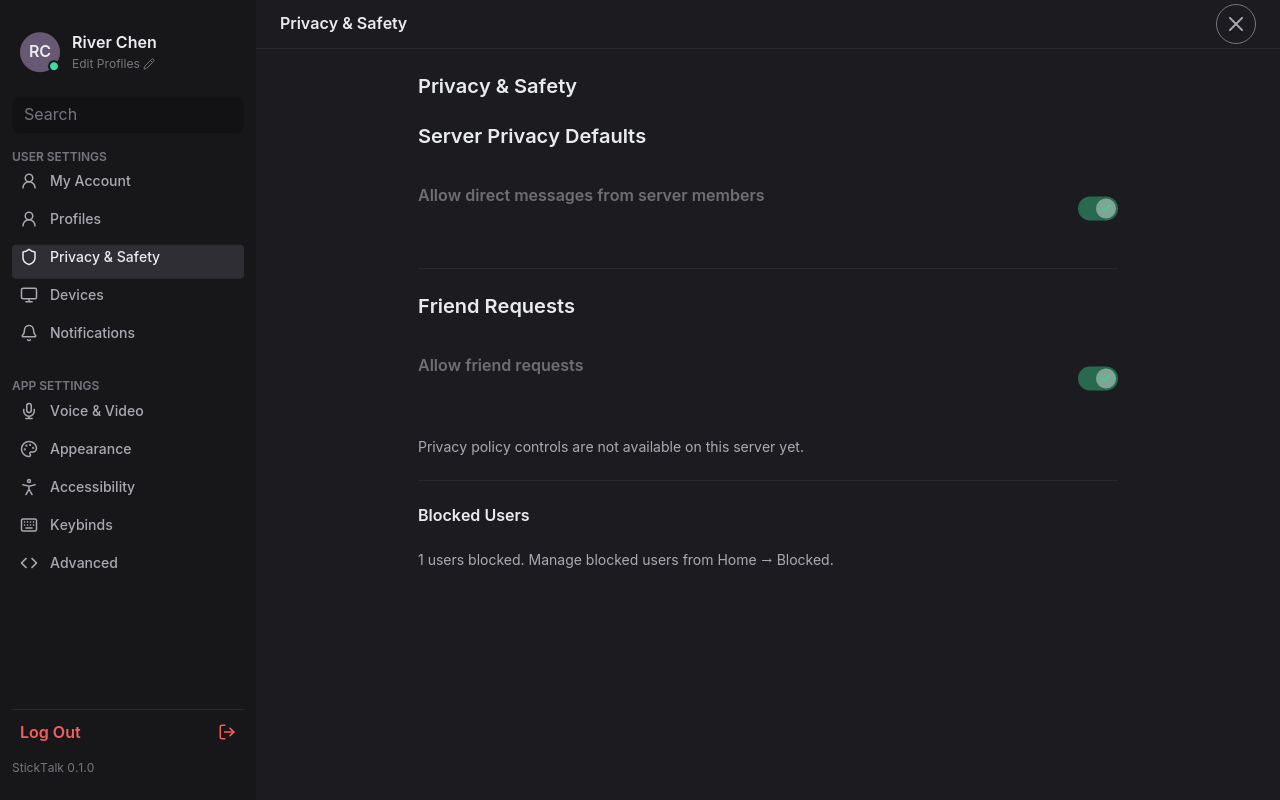 RC
River Chen
Edit Profiles
Search
USER SETTINGS
My Account
Profiles
Privacy & Safety
Devices
Notifications
APP SETTINGS
Voice & Video
Appearance
Accessibility
Keybinds
Advanced
Log Out
StickTalk 0.1.0
Privacy & Safety
Privacy & Safety
Server Privacy Defaults
Allow direct messages from server members
Friend Requests
Allow friend requests
Privacy policy controls are not available on this server yet.
Blocked Users
1 users blocked. Manage blocked users from Home → Blocked.